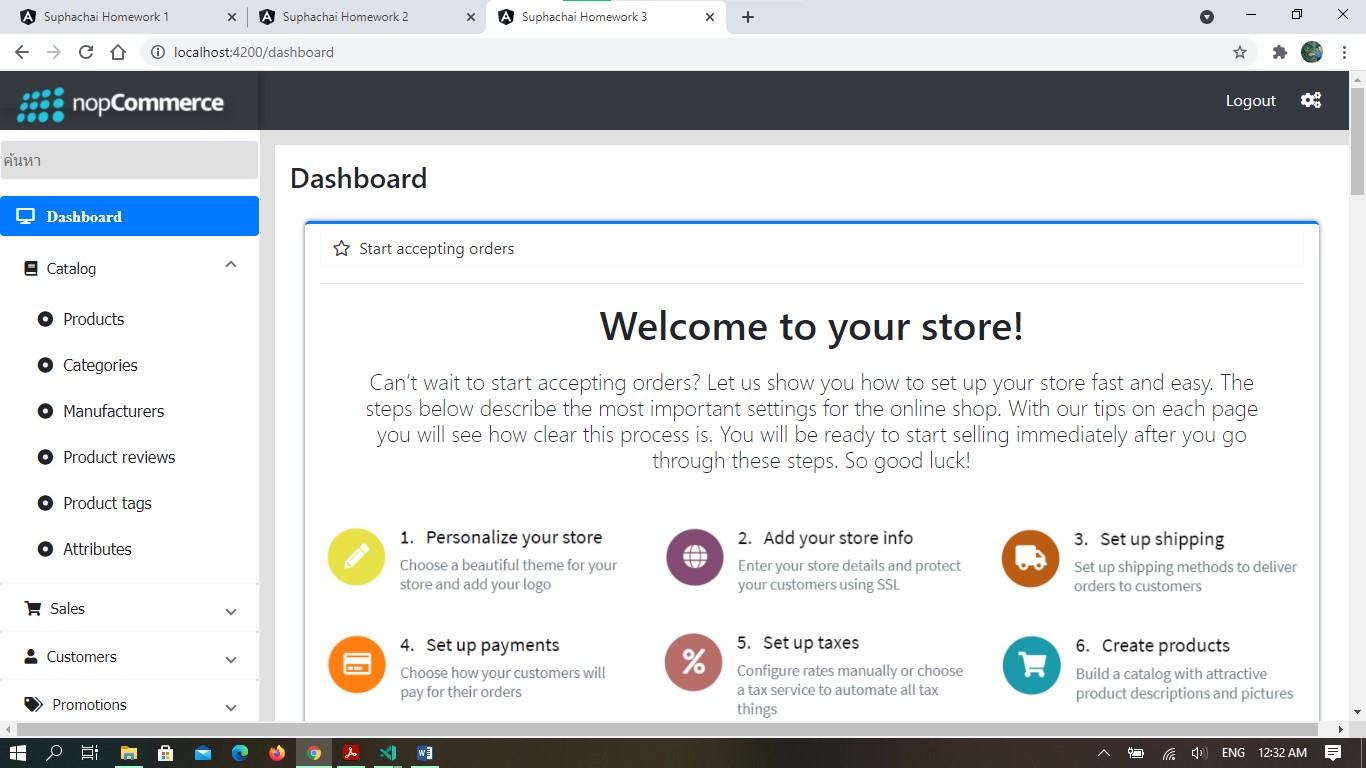 Suphachai Homework 1
Suphachai Homework 2
Suphachai Homework 3
localhost:4200/dashboard
nopCommerce
Logout
ค้นหา
Dashboard
Catalog
Products
Categories
Manufacturers
Product reviews
Product tags
Attributes
Sales
Customers
Promotions
Dashboard
Start accepting orders
Welcome to your store!
Can’t wait to start accepting orders? Let us show you how to set up your store fast and easy. The
steps below describe the most important settings for the online shop. With our tips on each page
you will see how clear this process is. You will be ready to start selling immediately after you go
through these steps. So good luck!
1. Personalize your store
Choose a beautiful theme for your
store and add your logo
2. Add your store info
Enter your store details and protect
your customers using SSL
3. Set up shipping
Set up shipping methods to deliver
orders to customers
4. Set up payments
Choose how your customers will
pay for their orders
5. Set up taxes
Configure rates manually or choose
a tax service to automate all tax
things
6. Create products
Build a catalog with attractive
product descriptions and pictures
ENG
12:32 AM